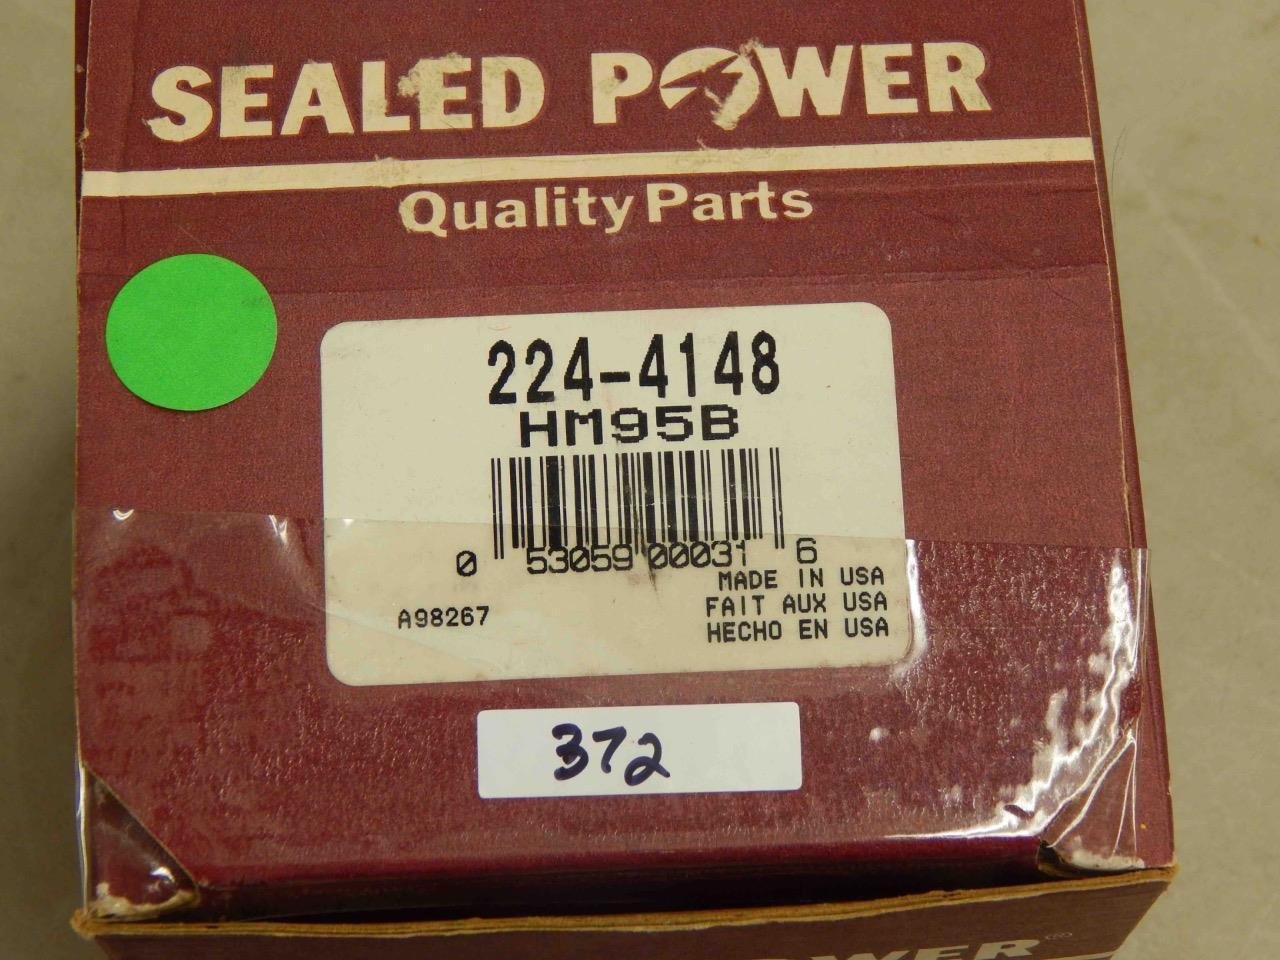 SEALED POWER
Quality Parts
224-4148
HM95B
0 53059 00031 6
MADE IN USA
A98267
FAIT AUX USA
HECHO EN USA
372
POWER®